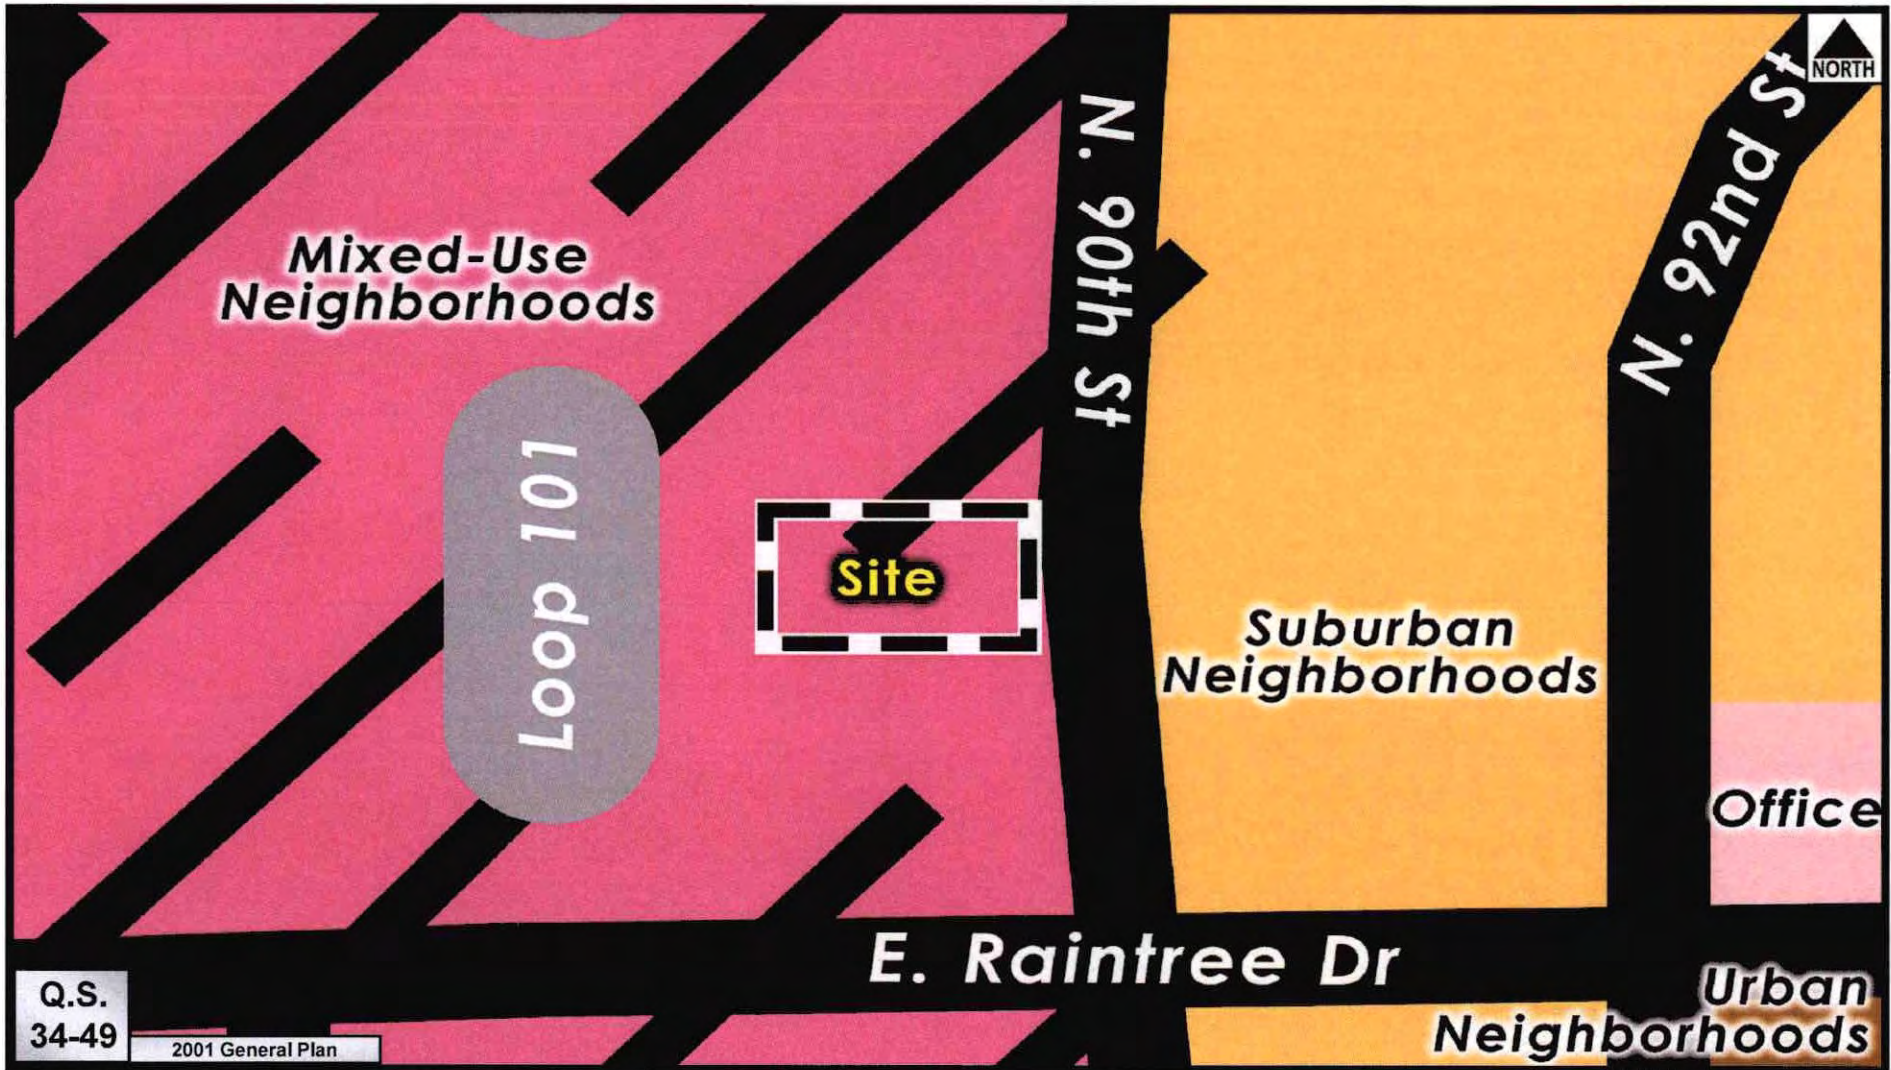 NORTH
N. 90th St
N. 92nd St
Mixed-Use
Neighborhoods
Loop 101
Site
Suburban
Neighborhoods
Office
E. Raintree Dr
Urban
Neighborhoods
Q.S.
34-49
2001 General Plan